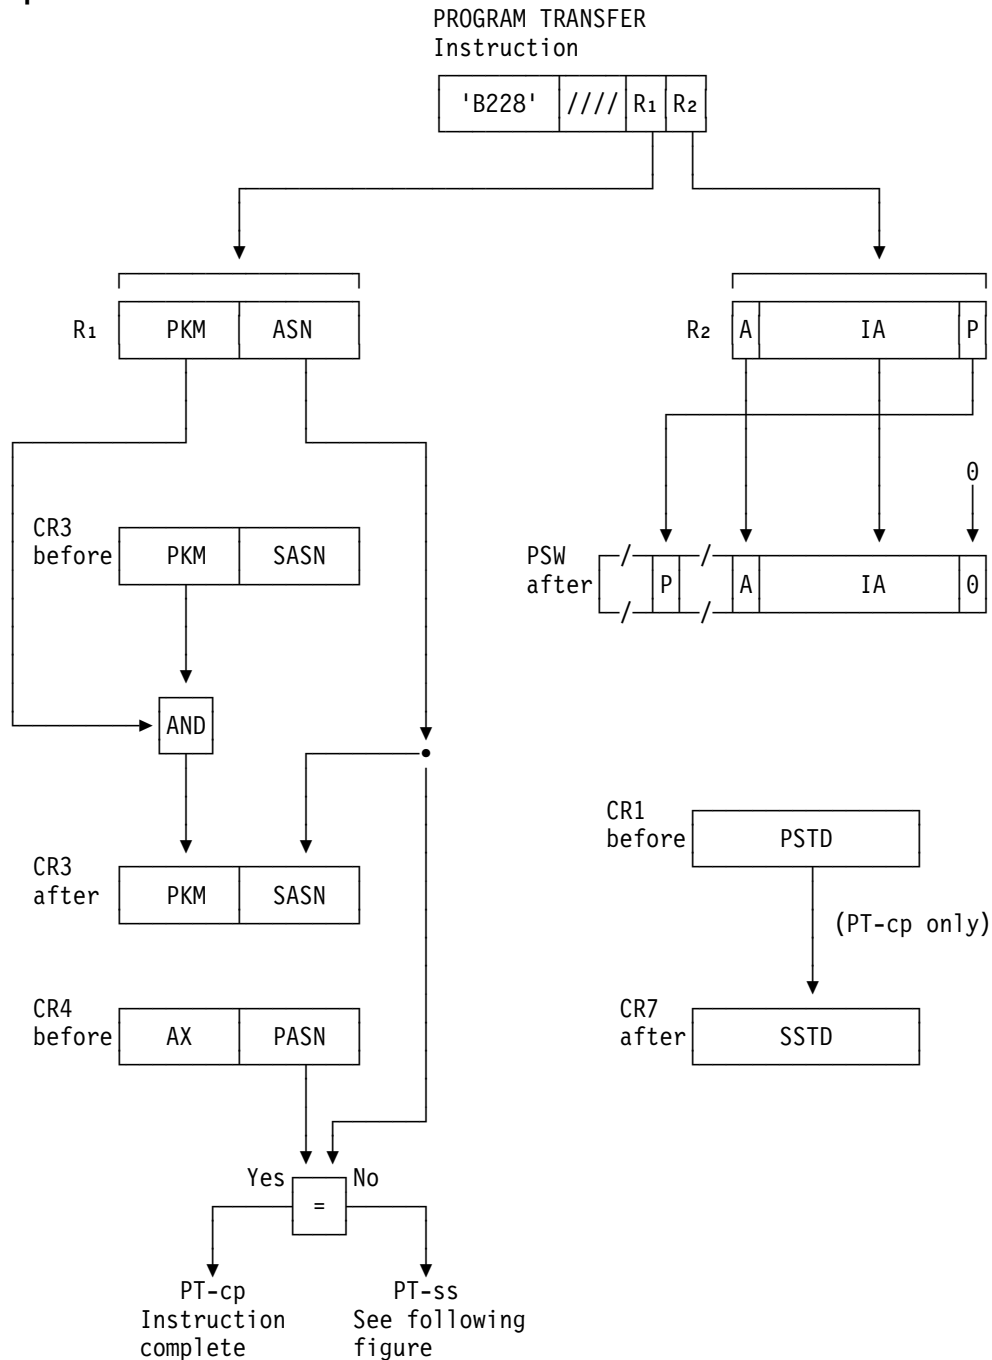 PROGRAM TRANSFER
Instruction
'B228' //// R1 R2
R1 PKM ASN
R2 A IA P
0
CR3
before PKM SASN
PSW
after / / P / / A IA 0
AND
CR1
before PSTD
CR3
after PKM SASN
(PT-cp only)
CR4
before AX PASN
CR7
after SSTD
Yes = No
PT-cp
Instruction
complete
PT-ss
See following
figure